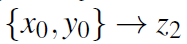 {x₀, y₀} → z₂